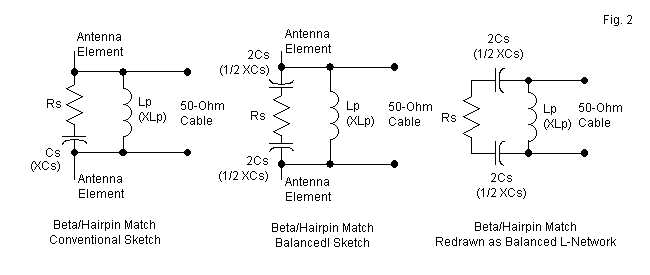 Fig. 2
Antenna
Element
Rs
Lp
(XLp)
50-Ohm
Cable
Cs
(XCs)
Antenna
Element
Beta/Hairpin Match
Conventional Sketch
Antenna
Element
2Cs
(1/2 XCs)
Rs
Lp
(XLp)
50-Ohm
Cable
2Cs
(1/2 XCs)
Antenna
Element
Beta/Hairpin Match
Balancedl Sketch
2Cs
(1/2 XCs)
Rs
Lp
(XLp)
50-Ohm
Cable
2Cs
(1/2 XCs)
Beta/Hairpin Match
Redrawn as Balanced L-Network